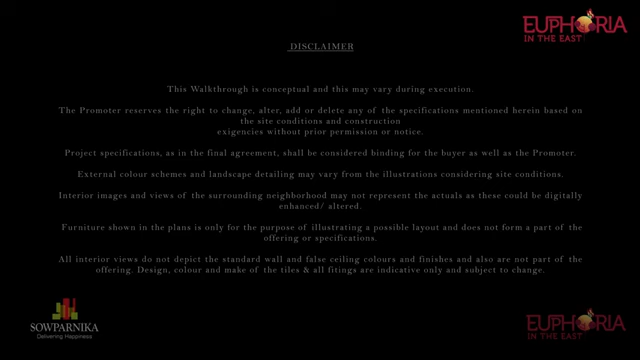 EUPHORIA
IN THE EAST
DISCLAIMER
This Walkthrough is conceptual and this may vary during execution.
The Promoter reserves the right to change, alter, add or delete any of the specifications mentioned herein based on
the site conditions and construction
exigencies without prior permission or notice.
Project specifications, as in the final agreement, shall be considered binding for the buyer as well as the Promoter.
External colour schemes and landscape detailing may vary from the illustrations considering site conditions.
Interior images and views of the surrounding neighborhood may not represent the actuals as these could be digitally
enhanced/ altered.
Furniture shown in the plans is only for the purpose of illustrating a possible layout and does not form a part of the
offering or specifications.
All interior views do not depict the standard wall and false ceiling colours and finishes and also are not part of the
offering. Design, colour and make of the tiles & all fitings are indicative only and subject to change.
SOWPARNIKA
Delivering Happiness
EUPHORIA
IN THE EAST